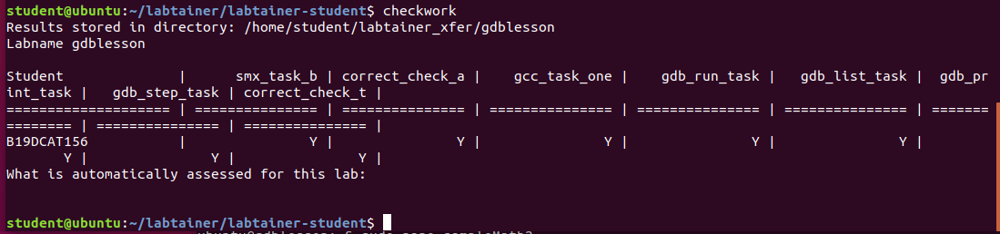 student@ubuntu:~/labtainer/labtainer-student$ checkwork
Results stored in directory: /home/student/labtainer_xfer/gdblesson
Labname gdblesson
Student | smx_task_b | correct_check_a | gcc_task_one | gdb_run_task | gdb_list_task | gdb_pr
int_task | gdb_step_task | correct_check_t |
==================== | =============== | =============== | =============== | =============== | =============== | =======
======== | =============== | =============== |
B19DCAT156 | Y | Y | Y | Y | Y |
Y | Y | Y |
What is automatically assessed for this lab:
student@ubuntu:~/labtainer/labtainer-student$